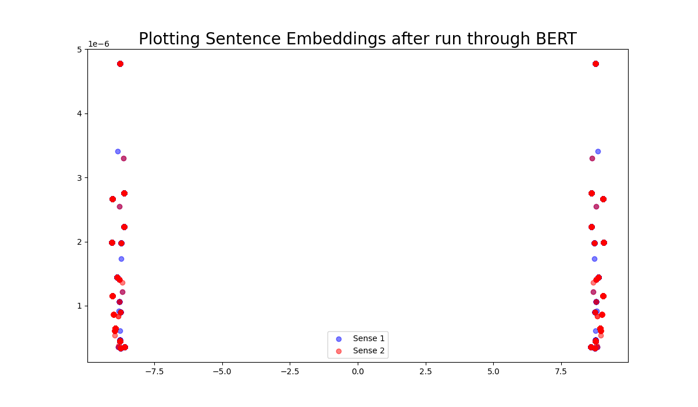 Plotting Sentence Embeddings after run through BERT
1e−6
5
4
3
2
1
−7.5 −5.0 −2.5 0.0 2.5 5.0 7.5
Sense 1
Sense 2